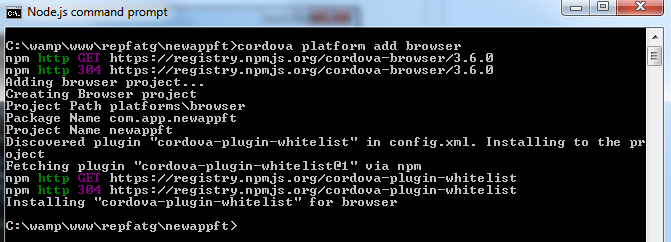 Node.js command prompt
C:\wamp\www\repfatg\newappft>cordova platform add browser
npm http GET https://registry.npmjs.org/cordova-browser/3.6.0
npm http 304 https://registry.npmjs.org/cordova-browser/3.6.0
Adding browser project...
Creating Browser project
Project Path platforms\browser
Package Name com.app.newappft
Project Name newappft
Discovered plugin "cordova-plugin-whitelist" in config.xml. Installing to the pr
oject
Fetching plugin "cordova-plugin-whitelist@1" via npm
npm http GET https://registry.npmjs.org/cordova-plugin-whitelist
npm http 304 https://registry.npmjs.org/cordova-plugin-whitelist
Installing "cordova-plugin-whitelist" for browser
C:\wamp\www\repfatg\newappft>